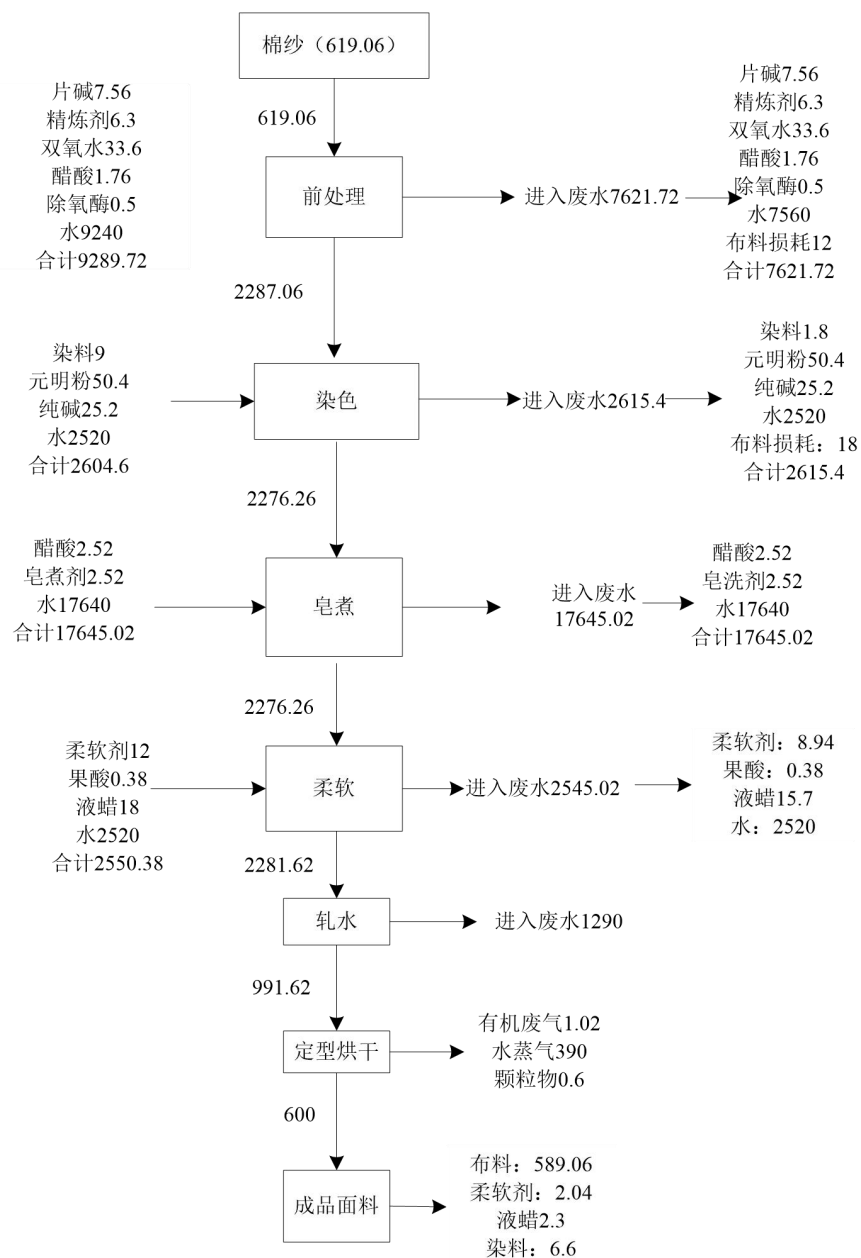 棉纱（619.06）
619.06
片碱7.56
精炼剂6.3
双氧水33.6
醋酸1.76
除氧酶0.5
水9240
合计9289.72
前处理
进入废水7621.72
片碱7.56
精炼剂6.3
双氧水33.6
醋酸1.76
除氧酶0.5
水7560
布料损耗12
合计7621.72
2287.06
染料9
元明粉50.4
纯碱25.2
水2520
合计2604.6
染色
进入废水2615.4
染料1.8
元明粉50.4
纯碱25.2
水2520
布料损耗：18
合计2615.4
2276.26
醋酸2.52
皂煮剂2.52
水17640
合计17645.02
皂煮
进入废水
17645.02
醋酸2.52
皂洗剂2.52
水17640
合计17645.02
2276.26
柔软剂12
果酸0.38
液蜡18
水2520
合计2550.38
柔软
进入废水2545.02
柔软剂：8.94
果酸：0.38
液蜡15.7
水：2520
2281.62
轧水
进入废水1290
991.62
定型烘干
有机废气1.02
水蒸气390
颗粒物0.6
600
成品面料
布料：589.06
柔软剂：2.04
液蜡2.3
染料：6.6